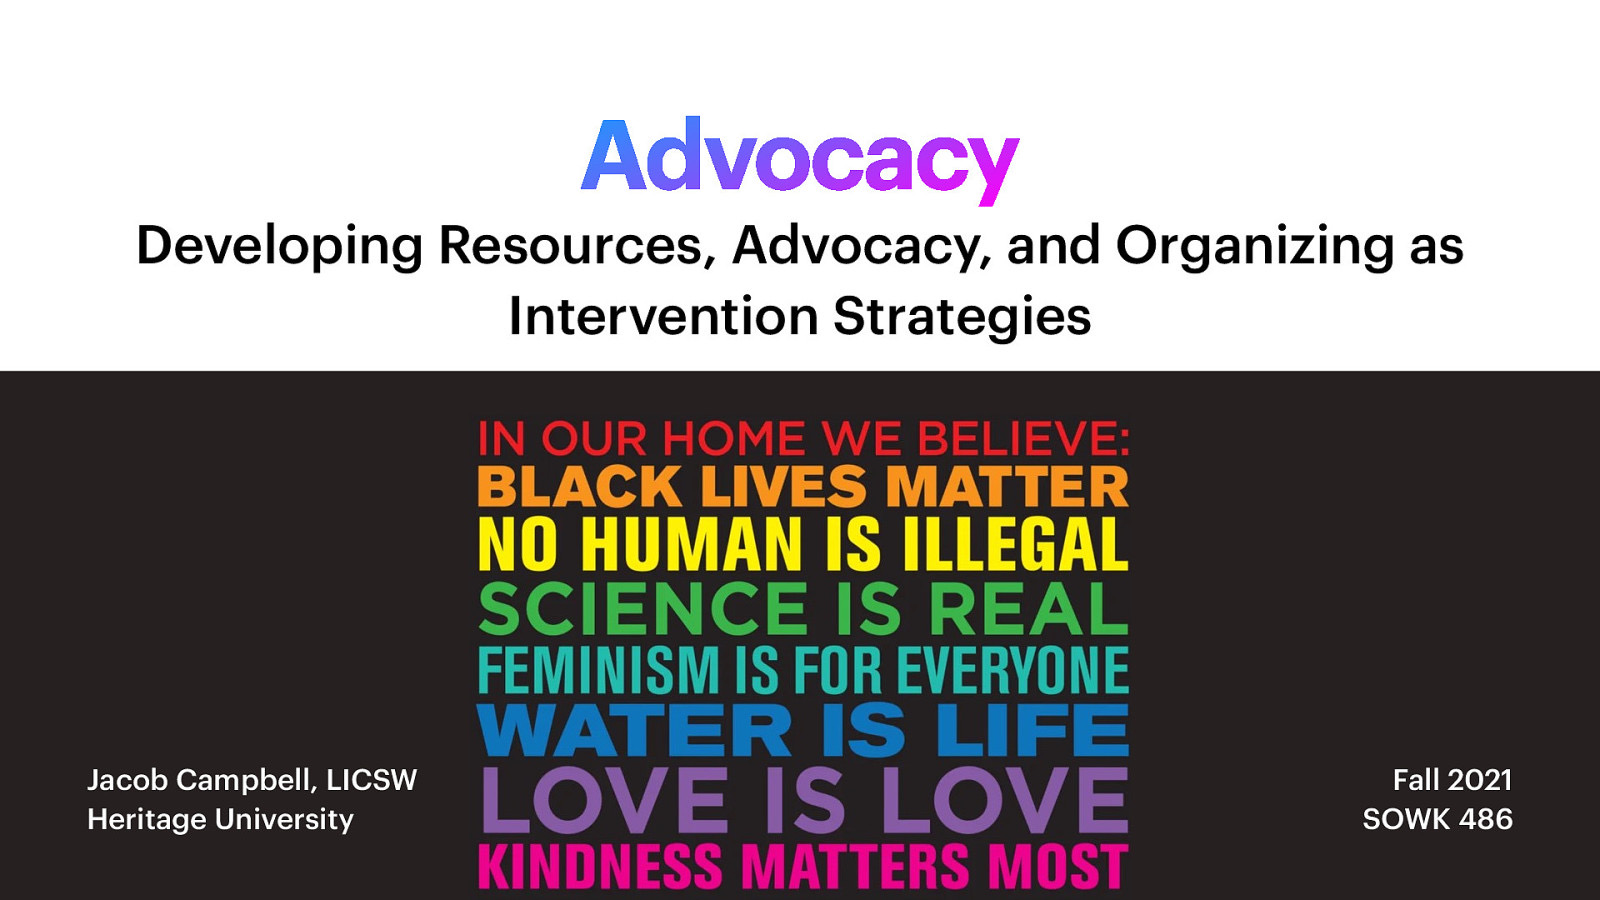 Advocacy
Developing Resources, Advocacy, and Organizing as
Intervention Strategies
IN OUR HOME WE BELIEVE:
BLACK LIVES MATTER
NO HUMAN IS ILLEGAL
SCIENCE IS REAL
FEMINISM IS FOR EVERYONE
WATER IS LIFE
LOVE IS LOVE
KINDNESS MATTERS MOST
Jacob Campbell, LICSW
Heritage University
Fall 2021
SOWK 486